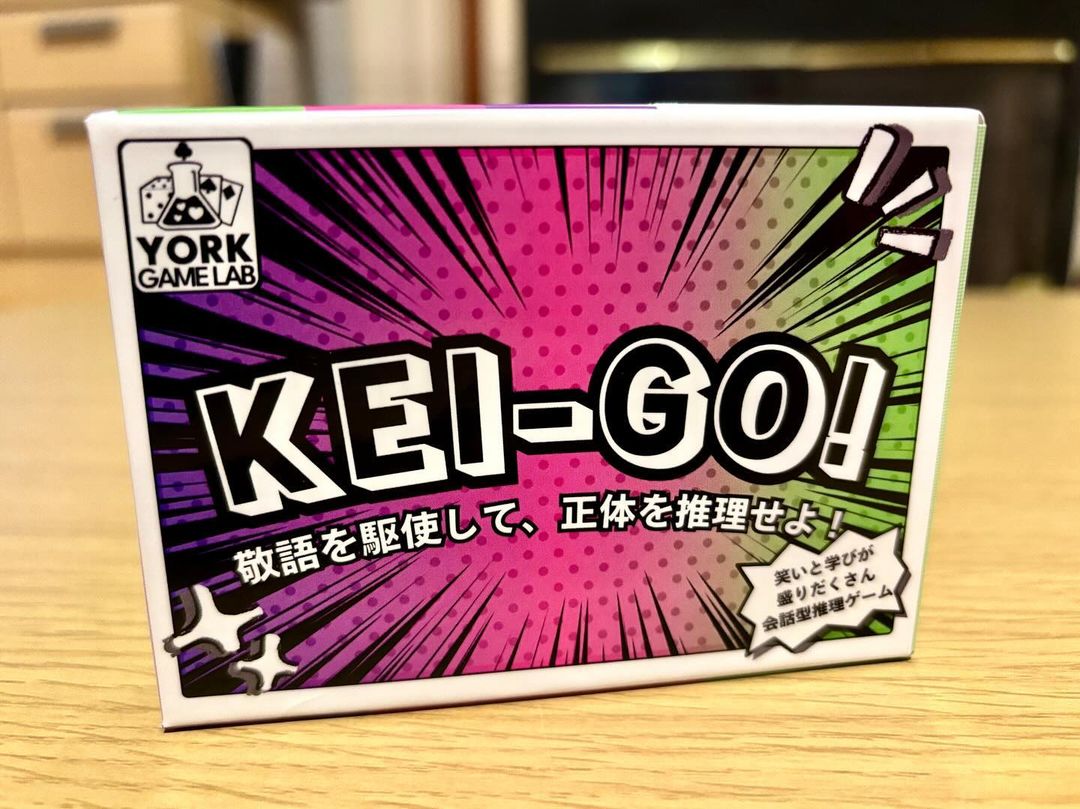 YORK
GAME LAB
KEI-GO!
敬語を駆使して、正体を推理せよ！
笑いと学びが
盛りだくさん
会話型推理ゲーム